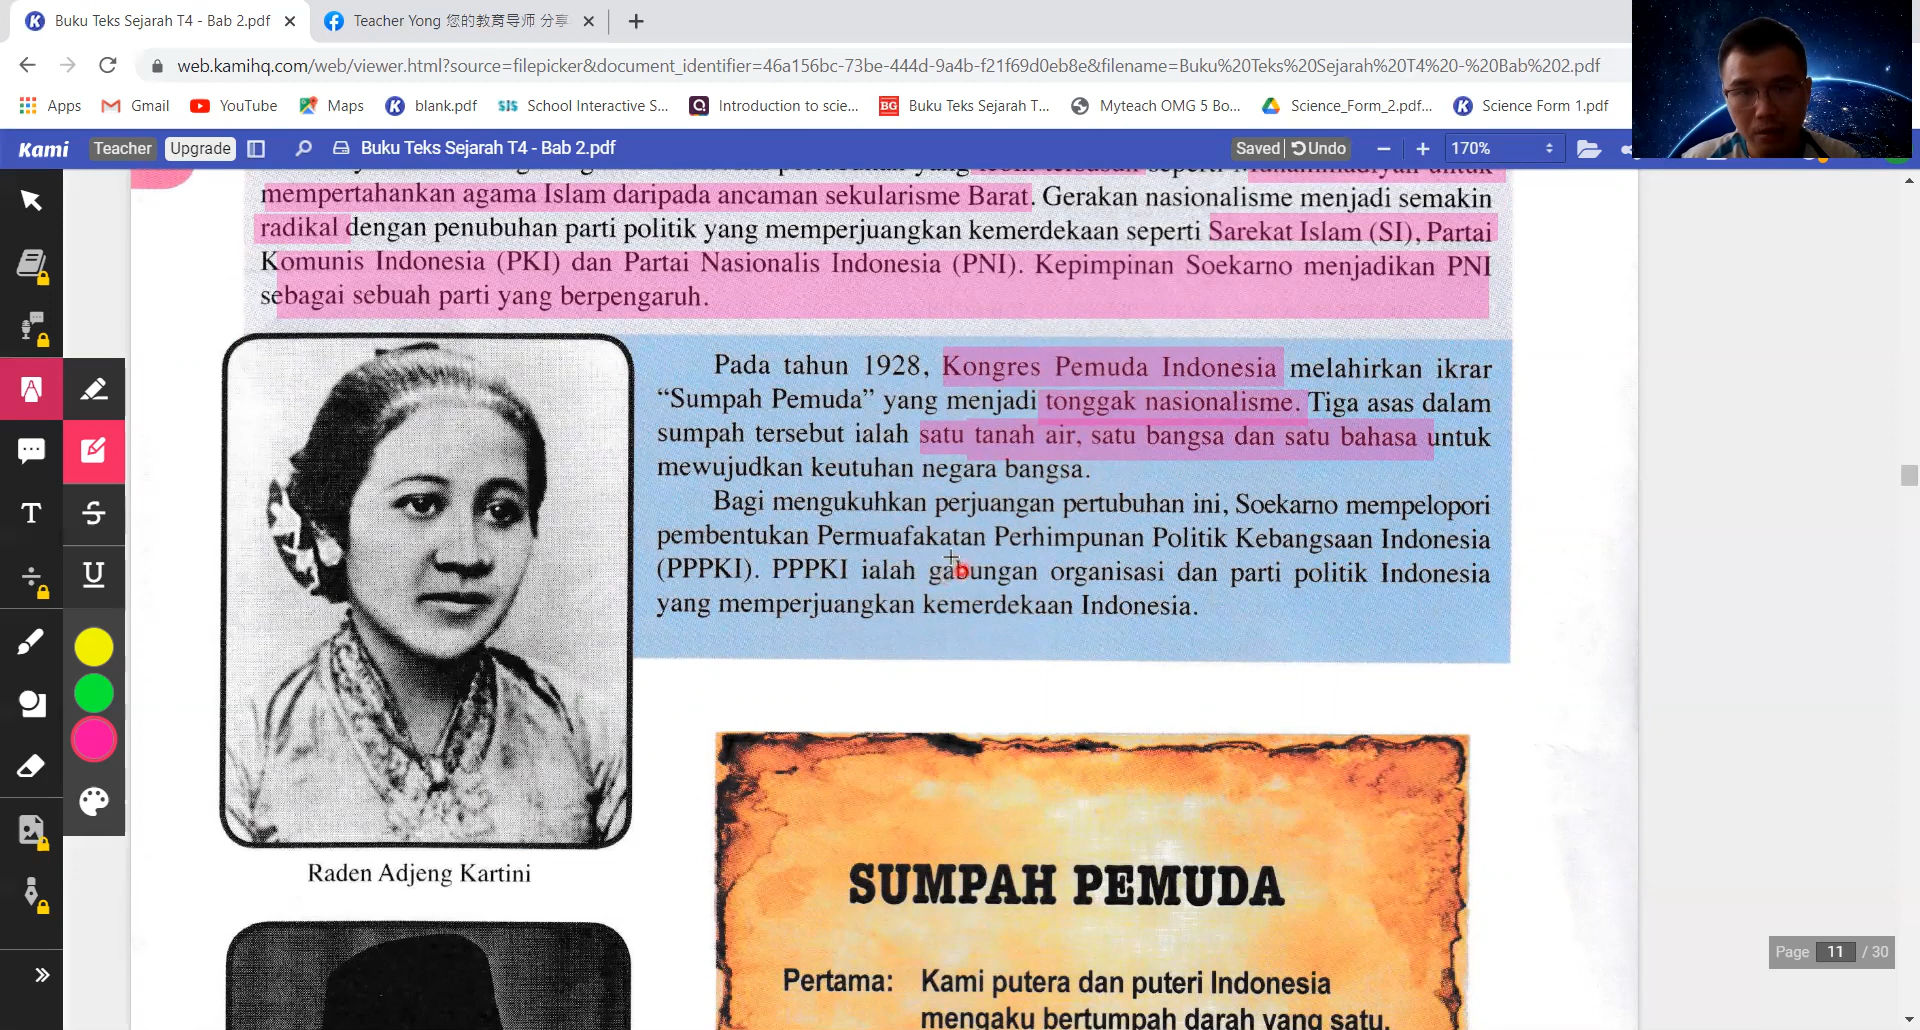 Buku Teks Sejarah T4 - Bab 2.pdf
Teacher Yong 您的教育导师 分享
web.kamihq.com/web/viewer.html?source=filepicker&document_identifier=46a156bc-73be-444d-9a4b-f21f69d0eb8e&filename=Buku%20Teks%20Sejarah%20T4%20-%20Bab%202.pdf
Apps Gmail YouTube Maps blank.pdf School Interactive S... Introduction to scie... Buku Teks Sejarah T... Myteach OMG 5 Bo... Science_Form_2.pdf... Science Form 1.pdf
Kami Teacher Upgrade Buku Teks Sejarah T4 - Bab 2.pdf Saved Undo 170%
mempertahankan agama Islam daripada ancaman sekularisme Barat. Gerakan nasionalisme menjadi semakin
radikal dengan penubuhan parti politik yang memperjuangkan kemerdekaan seperti Sarekat Islam (SI), Partai
Komunis Indonesia (PKI) dan Partai Nasionalis Indonesia (PNI). Kepimpinan Soekarno menjadikan PNI
sebagai sebuah parti yang berpengaruh.
Pada tahun 1928, Kongres Pemuda Indonesia melahirkan ikrar
“Sumpah Pemuda” yang menjadi tonggak nasionalisme. Tiga asas dalam
sumpah tersebut ialah satu tanah air, satu bangsa dan satu bahasa untuk
mewujudkan keutuhan negara bangsa.
Bagi mengukuhkan perjuangan pertubuhan ini, Soekarno mempelopori
pembentukan Permuafakatan Perhimpunan Politik Kebangsaan Indonesia
(PPPKI). PPPKI ialah gabungan organisasi dan parti politik Indonesia
yang memperjuangkan kemerdekaan Indonesia.
Raden Adjeng Kartini
SUMPAH PEMUDA
Pertama: Kami putera dan puteri Indonesia
mengaku bertumpah darah yang satu,
Page 11 / 30